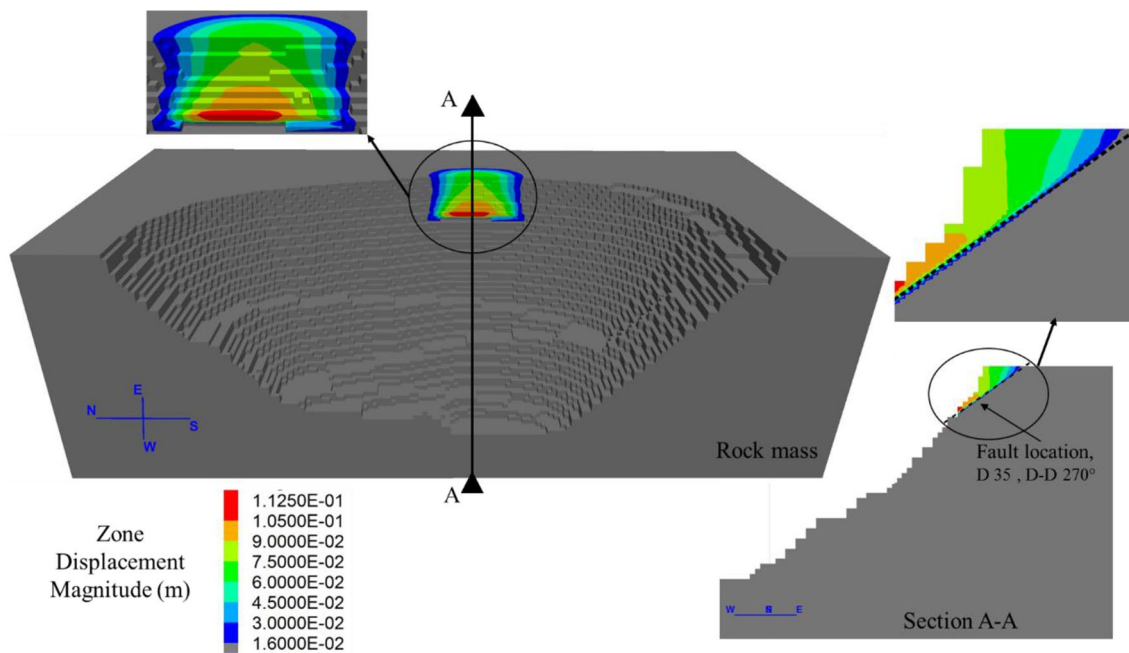 A
E
N
S
W
Rock mass
A
Zone
Displacement
Magnitude (m)
1.1250E-01
1.0500E-01
9.0000E-02
7.5000E-02
6.0000E-02
4.5000E-02
3.0000E-02
1.6000E-02
Fault location,
D 35 , D-D 270°
W
E
Section A-A